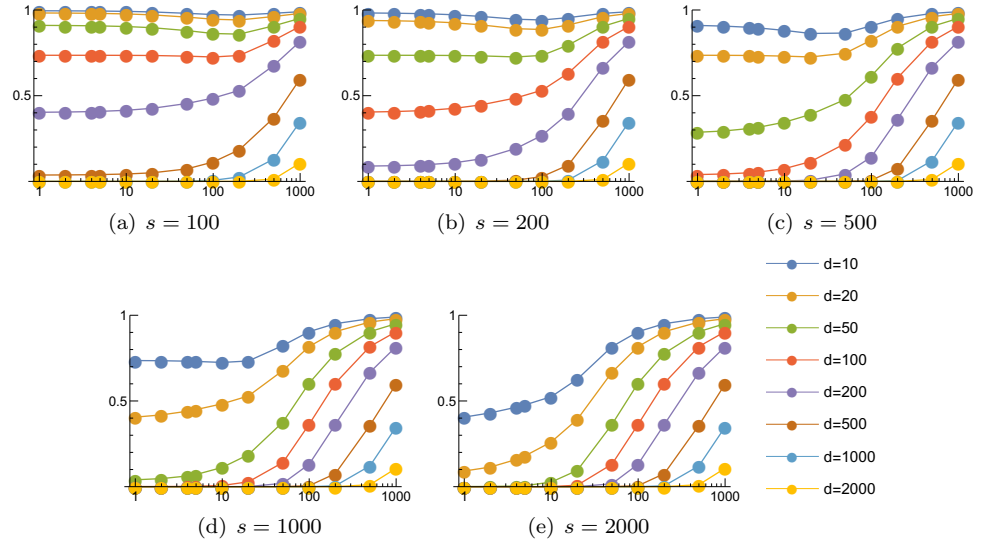 1
0.5
1 10 100 1000
(a) s = 100
1
0.5
1 10 100 1000
(b) s = 200
1
0.5
1 10 100 1000
(c) s = 500
d=10
d=20
d=50
d=100
d=200
d=500
d=1000
d=2000
1
0.5
1 10 100 1000
(d) s = 1000
1
0.5
1 10 100 1000
(e) s = 2000